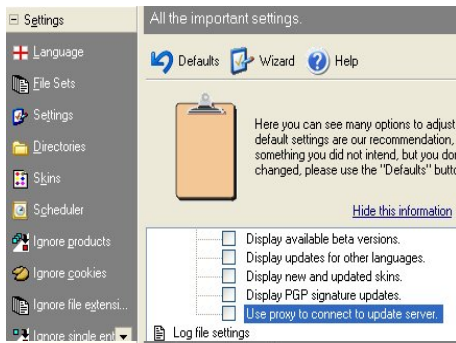 Settings
Language
File Sets
Settings
Directories
Skins
Scheduler
Ignore products
Ignore cookies
Ignore file extensi...
Ignore single ent
All the important settings.
Defaults
Wizard
Help
Here you can see many options to adjust
default settings are our recommendation,
something you did not intend, but you don
changed, please use the "Defaults" butto
Hide this information
Display available beta versions.
Display updates for other languages.
Display new and updated skins.
Display PGP signature updates.
Use proxy to connect to update server.
Log file settings